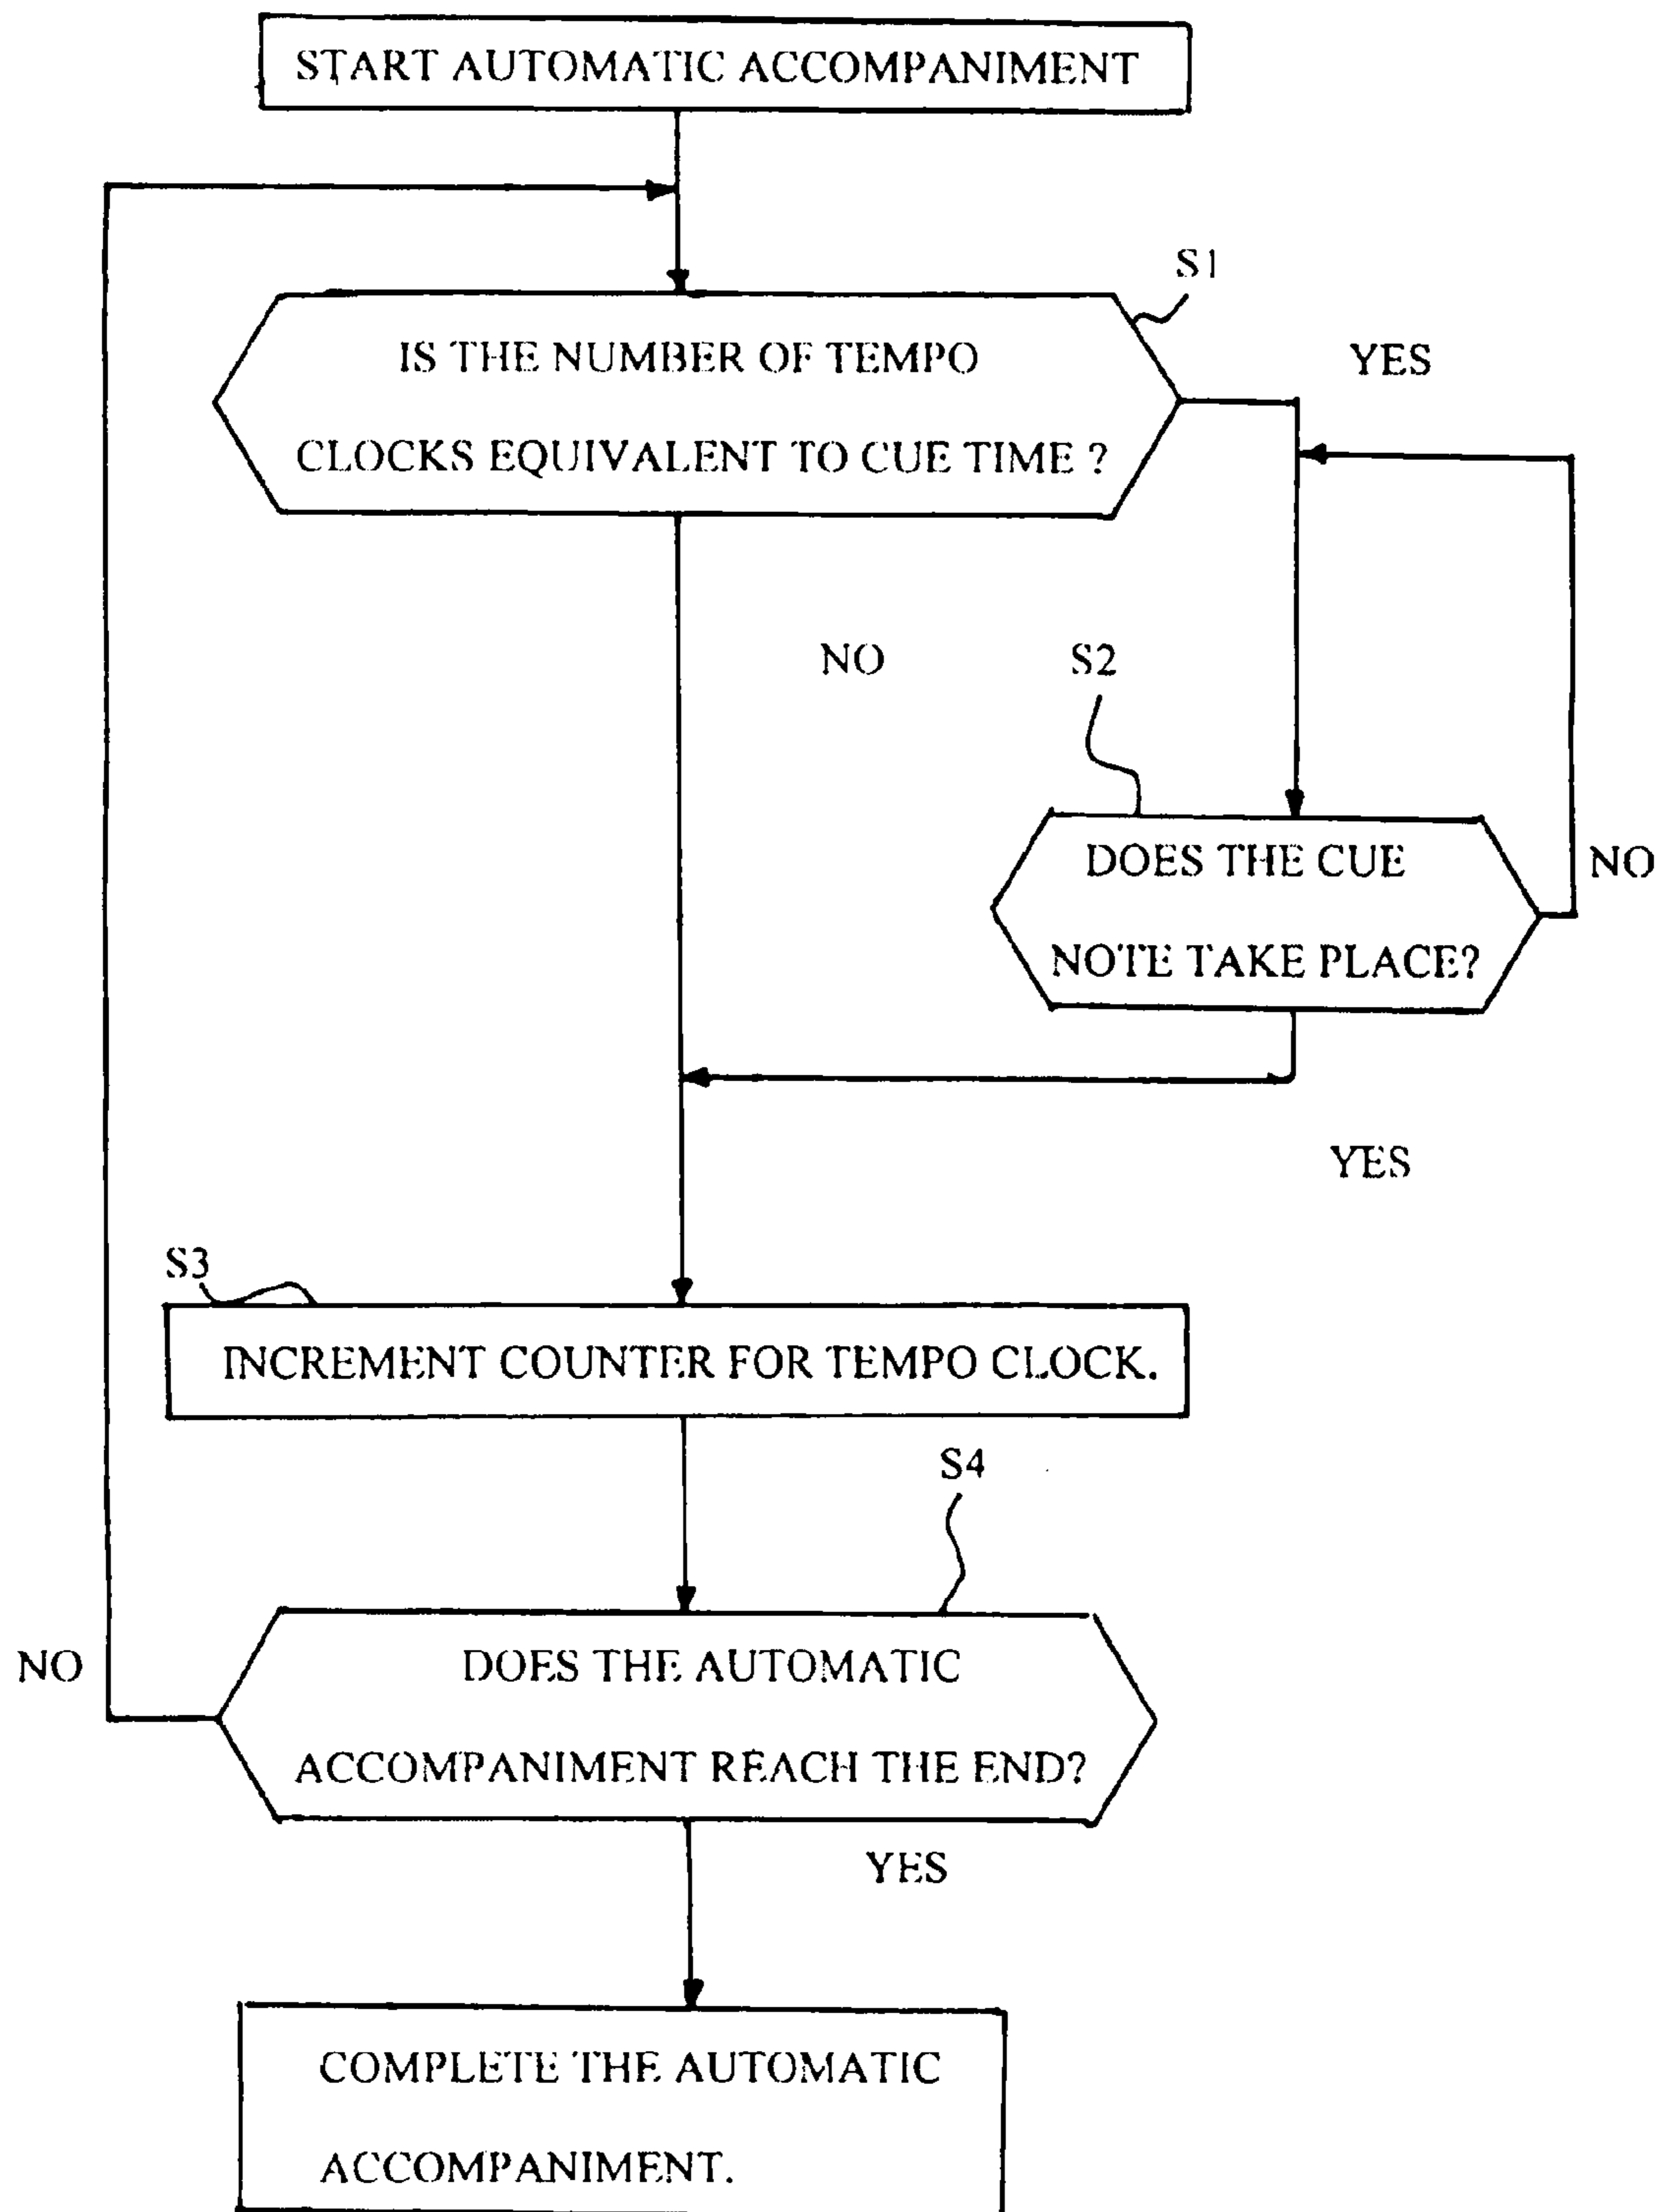 START AUTOMATIC ACCOMPANIMENT
S1
IS THE NUMBER OF TEMPO
YES
CLOCKS EQUIVALENT TO CUE TIME ?
NO
S2
DOES THE CUE
NO
NOTE TAKE PLACE?
YES
S3
INCREMENT COUNTER FOR TEMPO CLOCK.
S4
NO
DOES THE AUTOMATIC
ACCOMPANIMENT REACH THE END?
YES
COMPLETE THE AUTOMATIC
ACCOMPANIMENT.